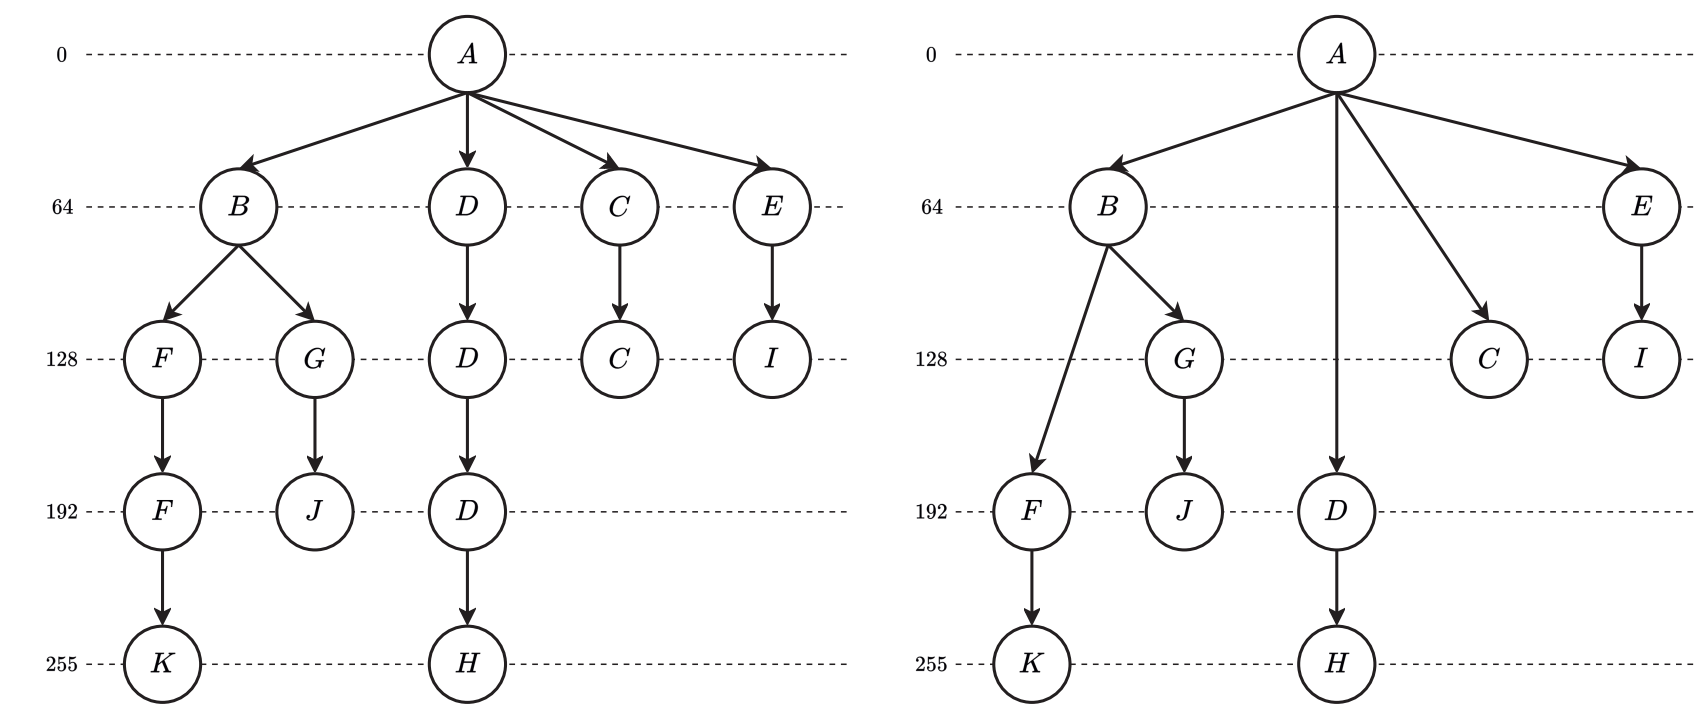 0 A 0 A
64 B D C E 64 B E
128 F G D C I 128 G C I
192 F J D 192 F J D
255 K H 255 K H